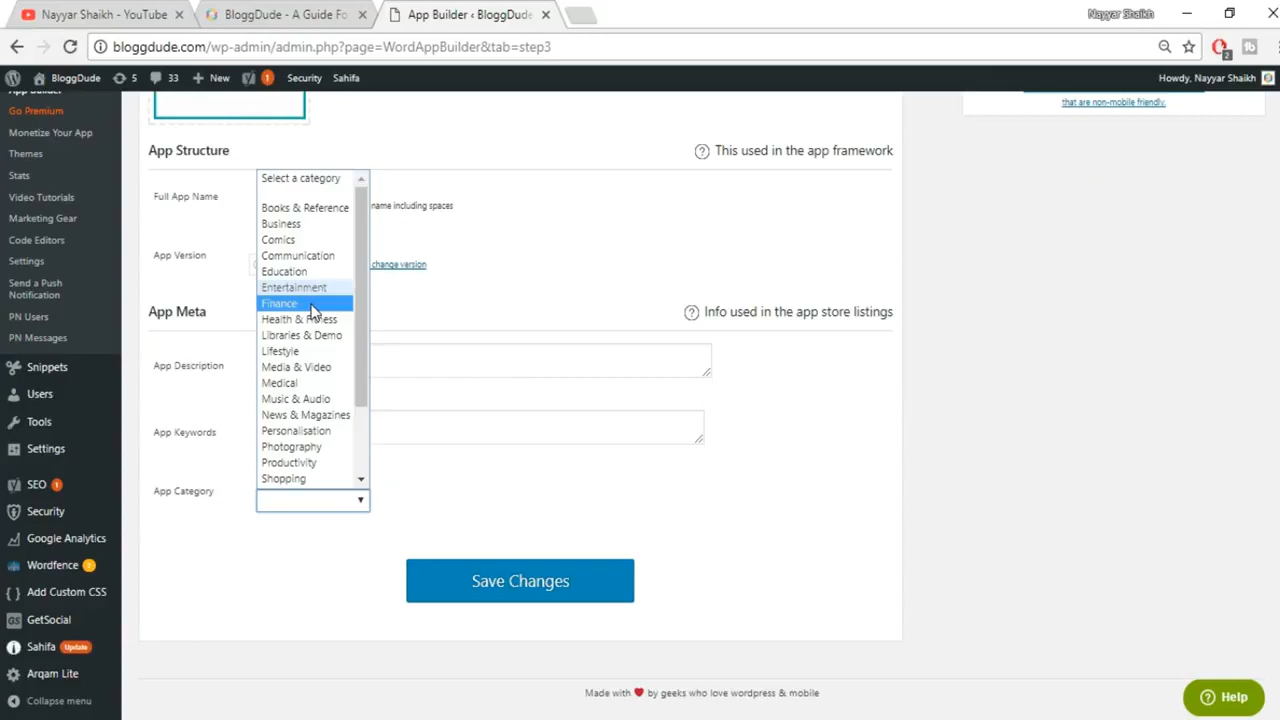 Nayyar Shaikh - YouTube
BloggDude - A Guide Fo
App Builder ‹ BloggDude
Nayyar Shaikh
bloggdude.com/wp-admin/admin.php?page=WordAppBuilder&tab=step3
2
BloggDude 5 33 New 1 Security Sahifa Howdy, Nayyar Shaikh
App Builder
Go Premium
Monetize Your App
Themes
Stats
Video Tutorials
Marketing Gear
Code Editors
Settings
Send a Push
Notification
PN Users
PN Messages
Snippets
Users
Tools
Settings
SEO 1
Security
Google Analytics
Wordfence
Add Custom CSS
GS GetSocial
Sahifa Update
Arqam Lite
Collapse menu
that are non-mobile friendly.
App Structure
? This used in the app framework
Full App Name
name including spaces
App Version
change version
App Meta
? Info used in the app store listings
App Description
App Keywords
App Category
Select a category
Books & Reference
Business
Comics
Communication
Education
Entertainment
Finance
Health & Fitness
Libraries & Demo
Lifestyle
Media & Video
Medical
Music & Audio
News & Magazines
Personalisation
Photography
Productivity
Shopping
Save Changes
Made with ❤ by geeks who love wordpress & mobile
? Help